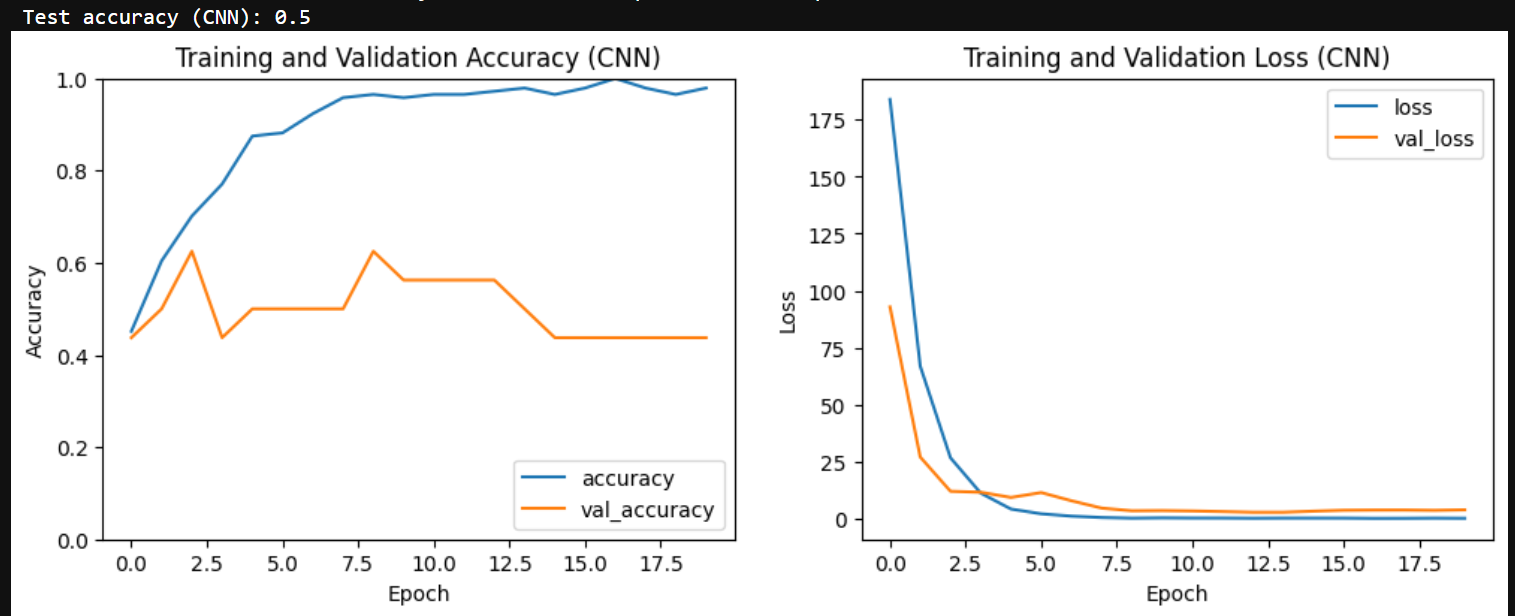 Test accuracy (CNN): 0.5
Training and Validation Accuracy (CNN)
1.0
0.8
0.6
0.4
0.2
0.0
Accuracy
accuracy
val_accuracy
0.0 2.5 5.0 7.5 10.0 12.5 15.0 17.5
Epoch
Training and Validation Loss (CNN)
175
150
125
100
75
50
25
0
Loss
loss
val_loss
0.0 2.5 5.0 7.5 10.0 12.5 15.0 17.5
Epoch